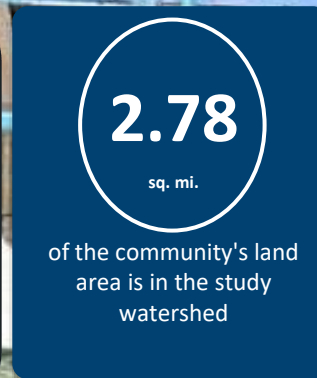 2.78
sq. mi.
of the community's land
area is in the study
watershed